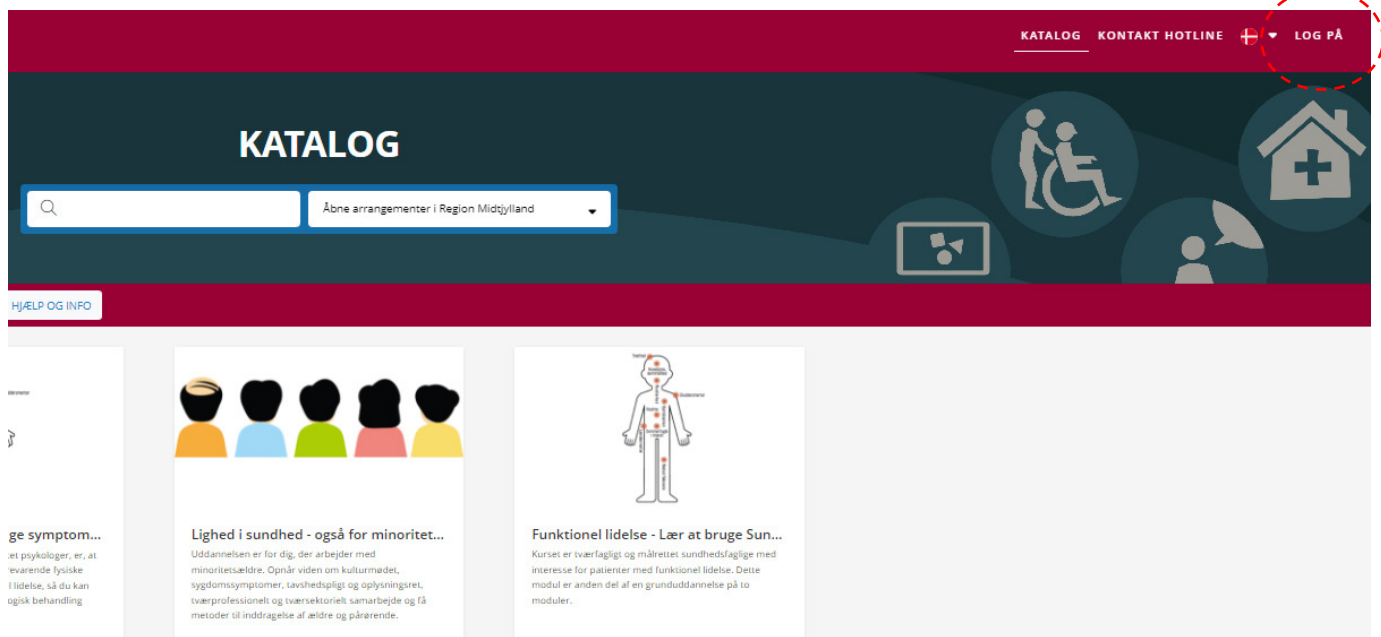 KATALOG KONTAKT HOTLINE LOG PÅ
KATALOG
Åbne arrangementer i Region Midtjylland
HJÆLP OG INFO
ge symptom...
et psykologer, er, at
revarende fysiske
l lidelse, så du kan
ogisk behandling
Lighed i sundhed - også for minoritet...
Uddannelsen er for dig, der arbejder med
minoritetsældre. Opnår viden om kulturmødet,
sygdomssymptomer, tavshedspligt og oplysningsret,
tværprofessionelt og tværsektorielt samarbejde og få
metoder til inddragelse af ældre og pårørende.
Funktionel lidelse - Lær at bruge Sun...
Kurset er tværfagligt og målrettet sundhedsfaglige med
interesse for patienter med funktionel lidelse. Dette
modul er anden del af en grunduddannelse på to
moduler.